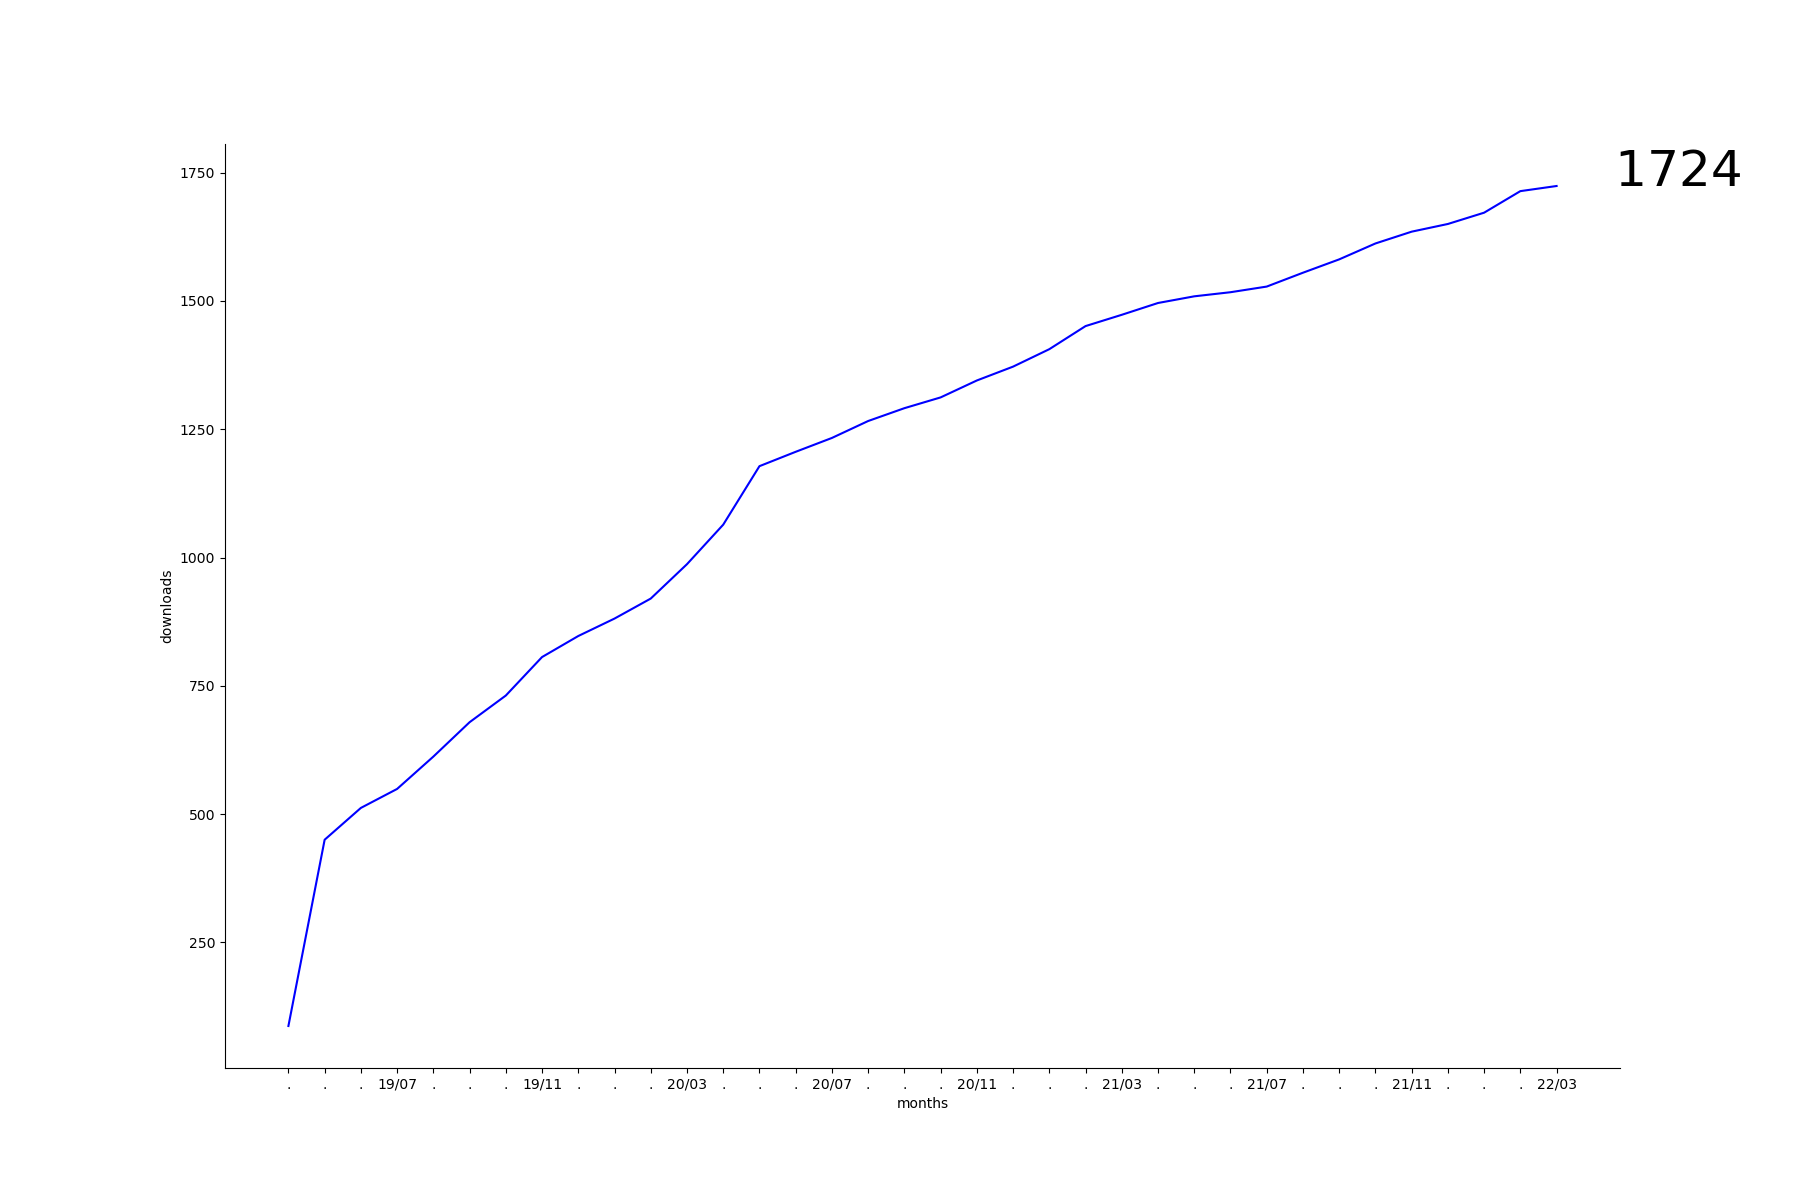 1724
1750
1500
1250
1000
750
500
250
downloads
. . . 19/07 . . . 19/11 . . . 20/03 . . . 20/07 . . . 20/11 . . . 21/03 . . . 21/07 . . . 21/11 . . . 22/03
months